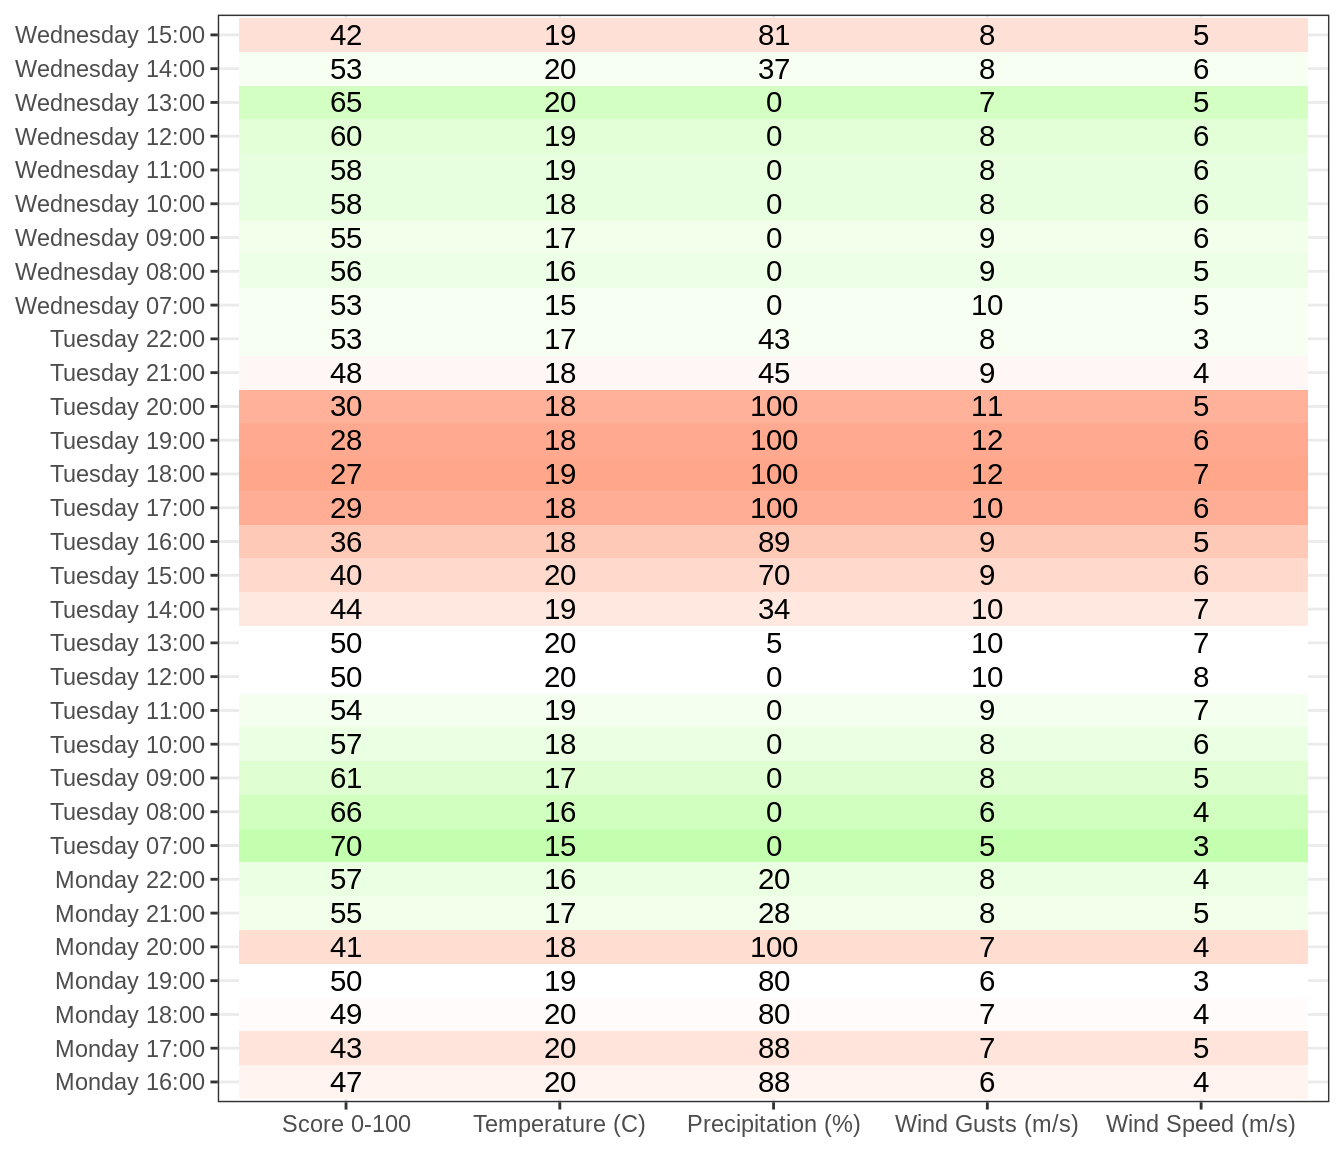 Wednesday 15:00 42 19 81 8 5
Wednesday 14:00 53 20 37 8 6
Wednesday 13:00 65 20 0 7 5
Wednesday 12:00 60 19 0 8 6
Wednesday 11:00 58 19 0 8 6
Wednesday 10:00 58 18 0 8 6
Wednesday 09:00 55 17 0 9 6
Wednesday 08:00 56 16 0 9 5
Wednesday 07:00 53 15 0 10 5
Tuesday 22:00 53 17 43 8 3
Tuesday 21:00 48 18 45 9 4
Tuesday 20:00 30 18 100 11 5
Tuesday 19:00 28 18 100 12 6
Tuesday 18:00 27 19 100 12 7
Tuesday 17:00 29 18 100 10 6
Tuesday 16:00 36 18 89 9 5
Tuesday 15:00 40 20 70 9 6
Tuesday 14:00 44 19 34 10 7
Tuesday 13:00 50 20 5 10 7
Tuesday 12:00 50 20 0 10 8
Tuesday 11:00 54 19 0 9 7
Tuesday 10:00 57 18 0 8 6
Tuesday 09:00 61 17 0 8 5
Tuesday 08:00 66 16 0 6 4
Tuesday 07:00 70 15 0 5 3
Monday 22:00 57 16 20 8 4
Monday 21:00 55 17 28 8 5
Monday 20:00 41 18 100 7 4
Monday 19:00 50 19 80 6 3
Monday 18:00 49 20 80 7 4
Monday 17:00 43 20 88 7 5
Monday 16:00 47 20 88 6 4
Score 0-100 Temperature (C) Precipitation (%) Wind Gusts (m/s) Wind Speed (m/s)